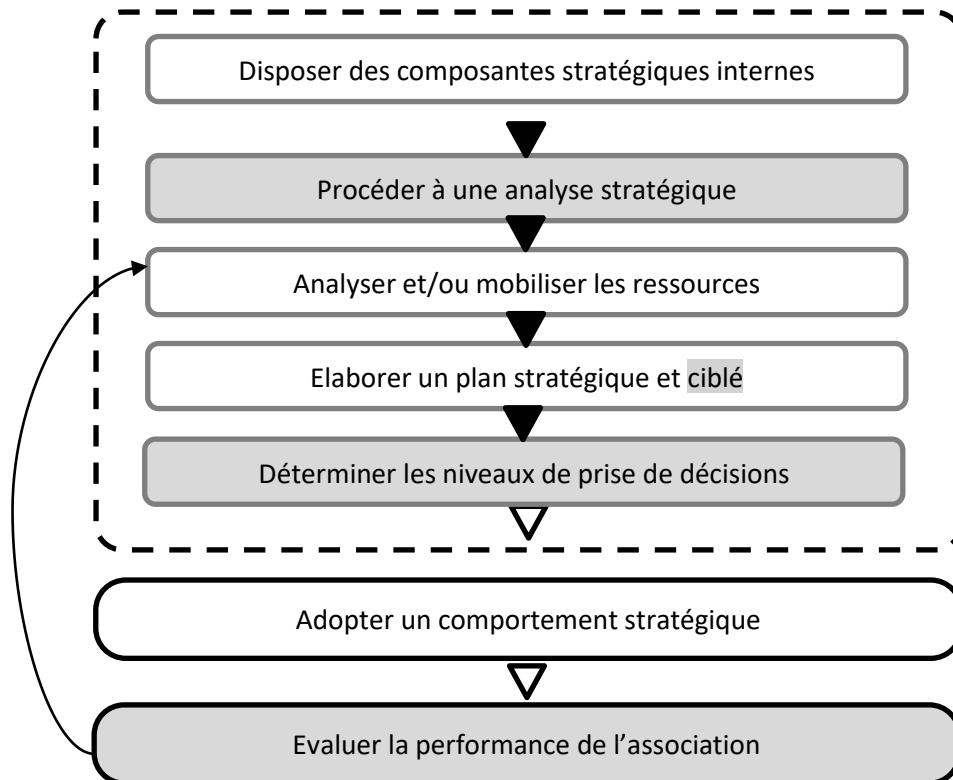 Disposer des composantes stratégiques internes
Procéder à une analyse stratégique
Analyser et/ou mobiliser les ressources
Elaborer un plan stratégique et ciblé
Déterminer les niveaux de prise de décisions
Adopter un comportement stratégique
Evaluer la performance de l’association